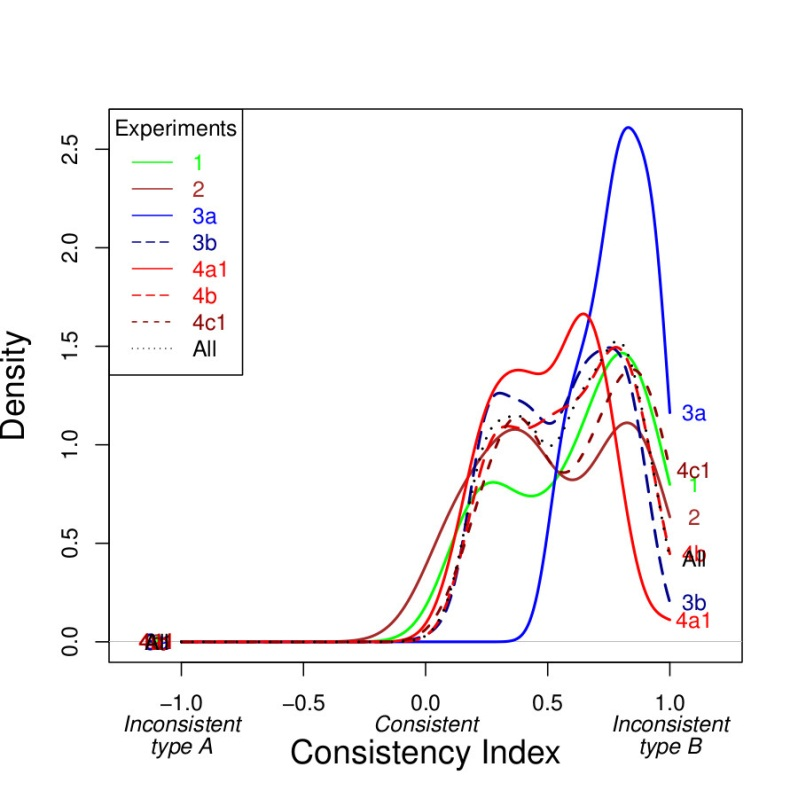 Experiments
1
2
3a
3b
4a1
4b
4c1
All
Density
2.5
2.0
1.5
1.0
0.5
0.0
3a
4c1
1
2
4b
All
3b
4a1
All
−1.0 −0.5 0.0 0.5 1.0
Inconsistent Consistent Inconsistent
type A type B
Consistency Index